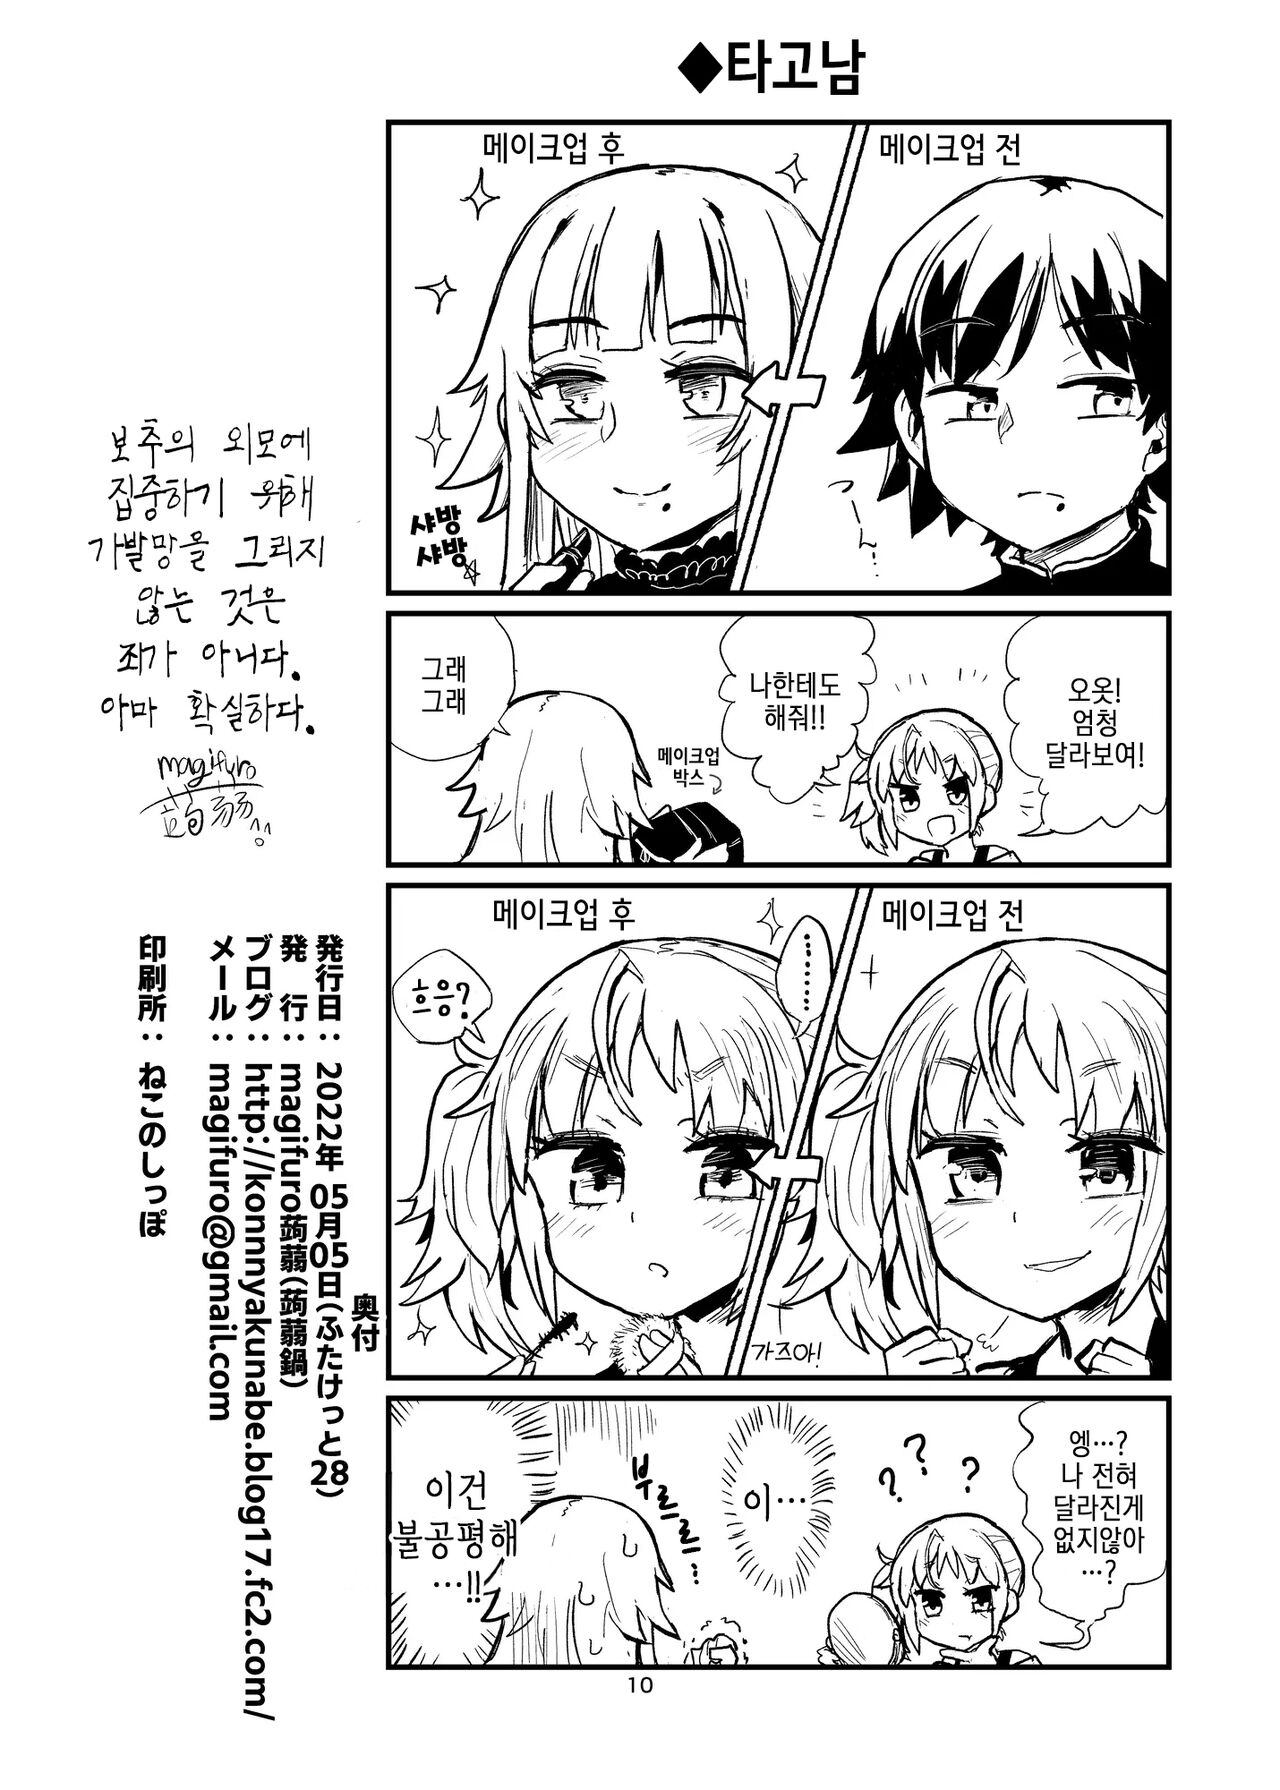 ◆타고남
메이크업 전
메이크업 후
つーん…
샤방
샤방☆
오옷!
엄청
달라보여!
나한테도
해줘!!
메이크업
박스
그래
그래
메이크업 전
메이크업 후
가즈아!
………
흐응?
엥…?
나 전혀
달라진게
없지않아
…?
???
이…
부르르르…
이건
불공평해
…!!
10
보추의 외모에
집중하기 위해
가발망을 그리지
않는 것은
죄가 아니다.
아마 확실하다.
magifuro
蒟蒻
奥付
発行日：2022年 05月05日(ふたけっと28)
発　行：magifuro蒟蒻(蒟蒻鍋)
ブログ：http://konnnyakunabe.blog17.fc2.com/
メール：magifuro@gmail.com
印刷所：ねこのしっぽ